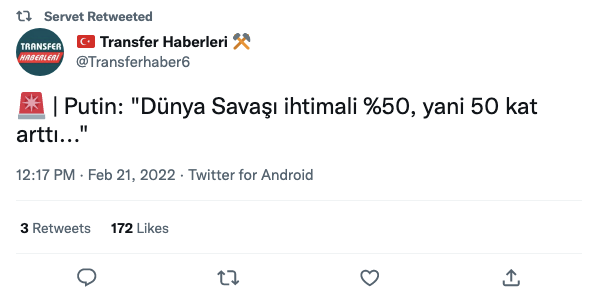 Servet Retweeted
TRANSFER
HABERLERİ
Transfer Haberleri
@Transferhaber6
| Putin: "Dünya Savaşı ihtimali %50, yani 50 kat
arttı..."
12:17 PM · Feb 21, 2022 · Twitter for Android
3 Retweets 172 Likes